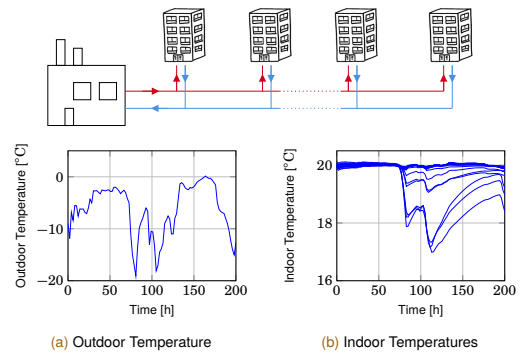 0
−10
−20
0
50
100
150
200
Outdoor Temperature [°C]
Time [h]
20
18
16
0
50
100
150
200
Indoor Temperature [°C]
Time [h]
(a) Outdoor Temperature
(b) Indoor Temperatures